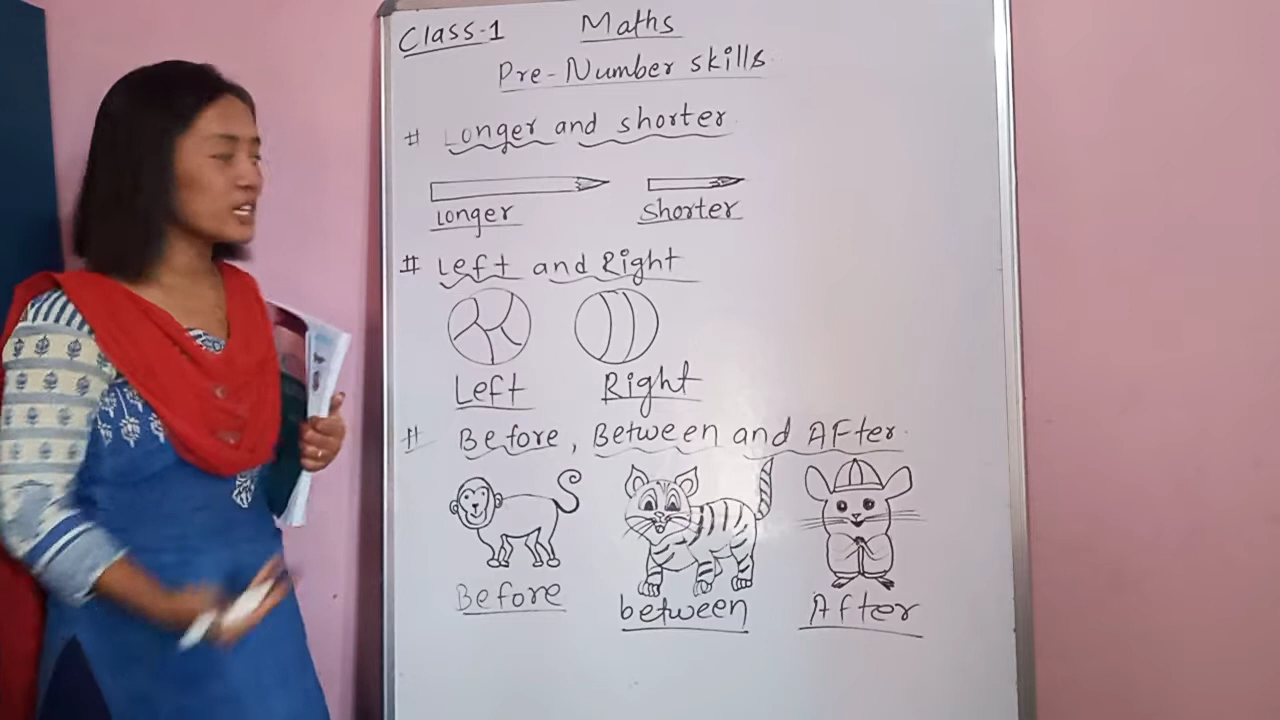 Class-1 Maths
Pre-Number skills
# Longer and shorter
Longer shorter
# Left and Right
Left Right
# Before, Between and After.
Before between After